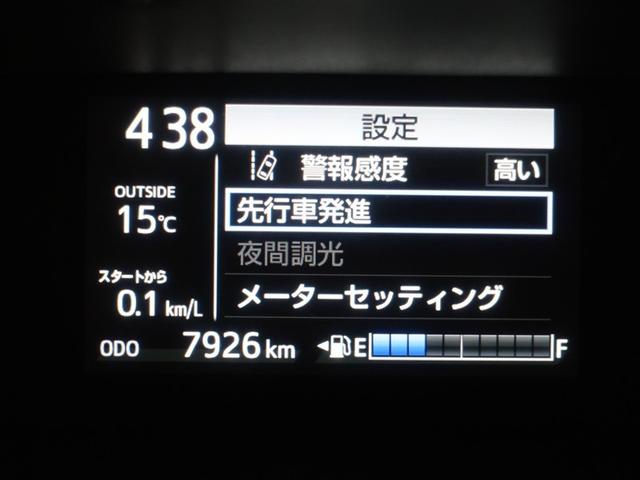 4 38
設定
警報感度 高い
OUTSIDE
15℃
先行車発進
夜間調光
スタートから
0.1 km/L
メーターセッティング
ODO 7926 km
E F